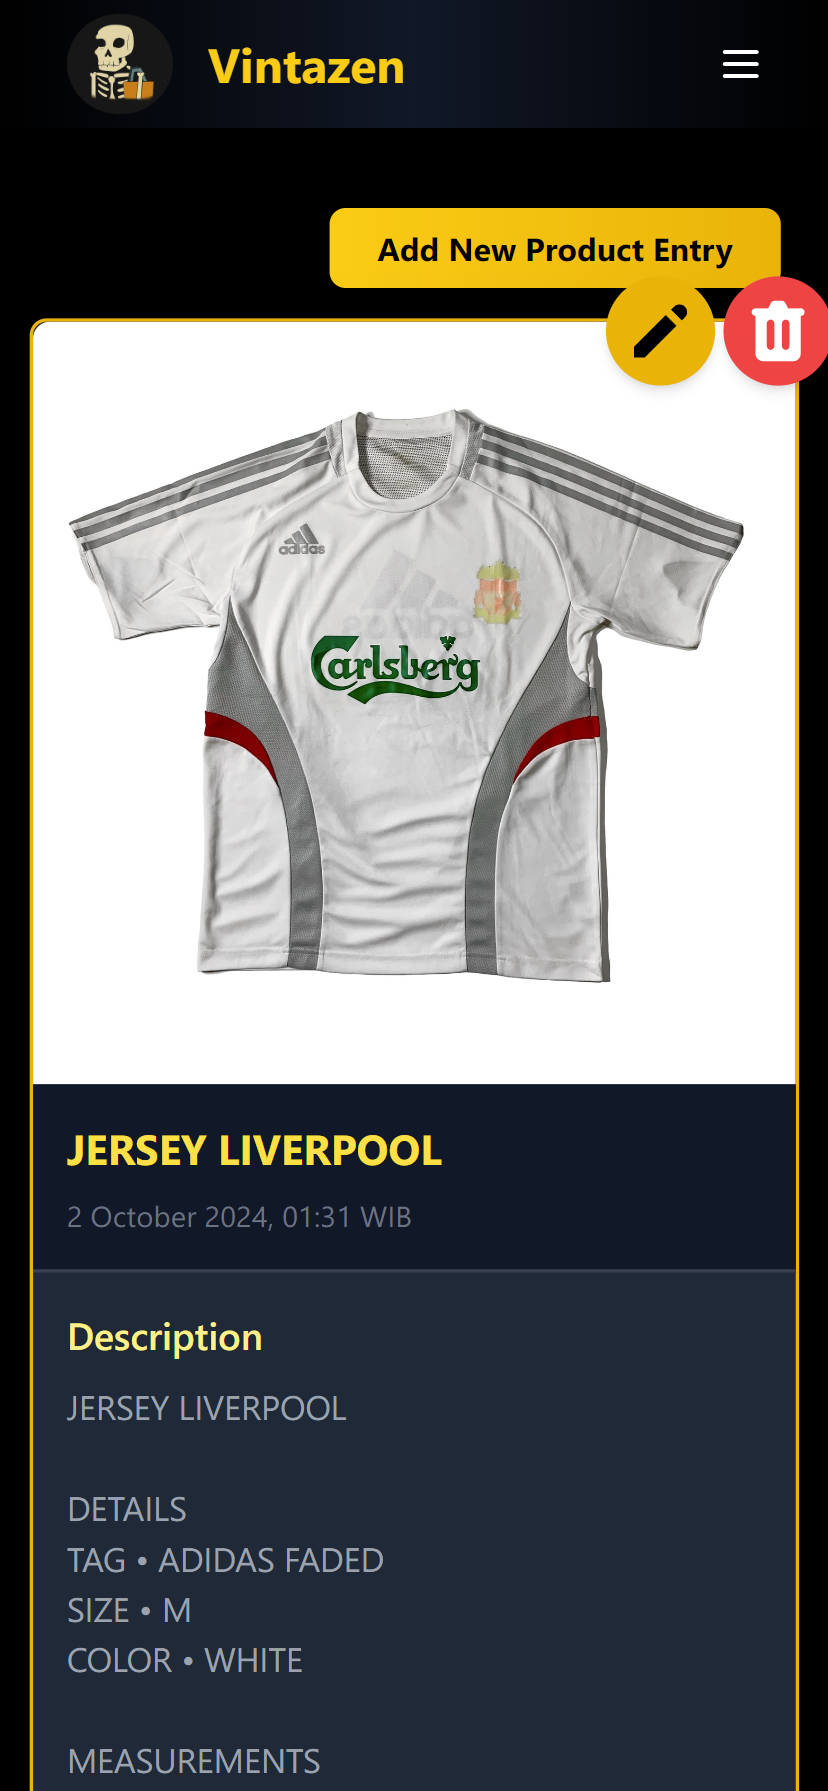 Vintazen
Add New Product Entry
adidas
Carlsberg
JERSEY LIVERPOOL
2 October 2024, 01:31 WIB
Description
JERSEY LIVERPOOL
DETAILS
TAG • ADIDAS FADED
SIZE • M
COLOR • WHITE
MEASUREMENTS